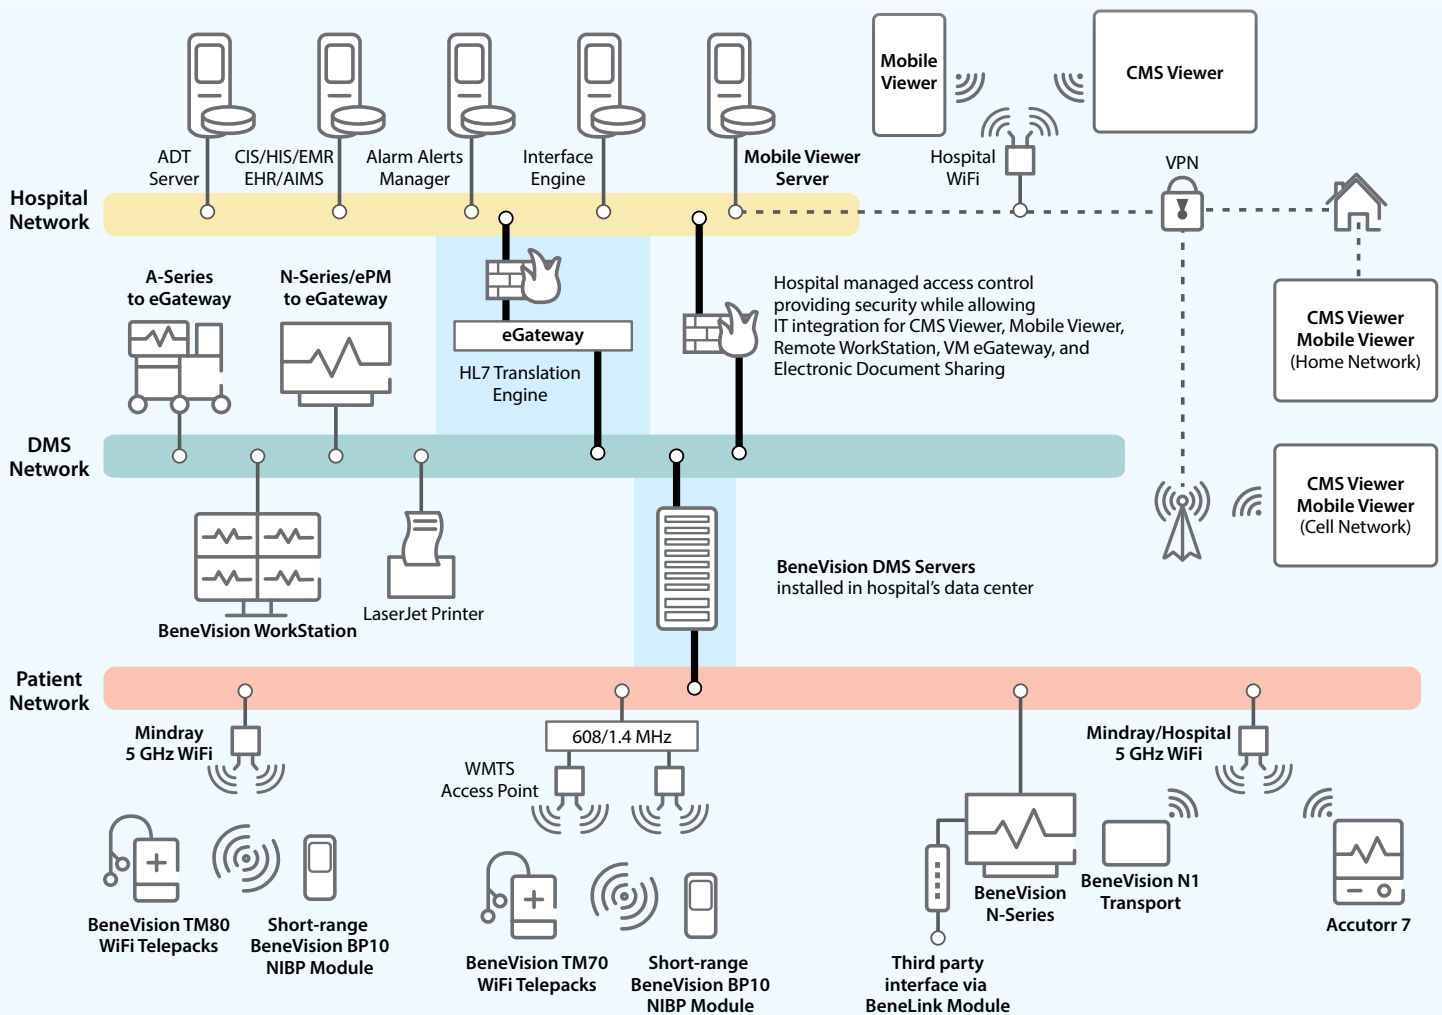 Mobile
Viewer
CMS Viewer
ADT
Server
CIS/HIS/EMR
EHR/AIMS
Alarm Alerts
Manager
Interface
Engine
Mobile Viewer
Server
Hospital
WiFi
VPN
Hospital
Network
A-Series
to eGateway
N-Series/ePM
to eGateway
eGateway
HL7 Translation
Engine
Hospital managed access control
providing security while allowing
IT integration for CMS Viewer, Mobile Viewer,
Remote WorkStation, VM eGateway, and
Electronic Document Sharing
CMS Viewer
Mobile Viewer
(Home Network)
DMS
Network
CMS Viewer
Mobile Viewer
(Cell Network)
BeneVision WorkStation
LaserJet Printer
BeneVision DMS Servers
installed in hospital's data center
Patient
Network
Mindray
5 GHz WiFi
608/1.4 MHz
WMTS
Access Point
Mindray/Hospital
5 GHz WiFi
BeneVision TM80
WiFi Telepacks
Short-range
BeneVision BP10
NIBP Module
BeneVision TM70
WiFi Telepacks
Short-range
BeneVision BP10
NIBP Module
BeneVision
N-Series
BeneVision N1
Transport
Accutorr 7
Third party
interface via
BeneLink Module